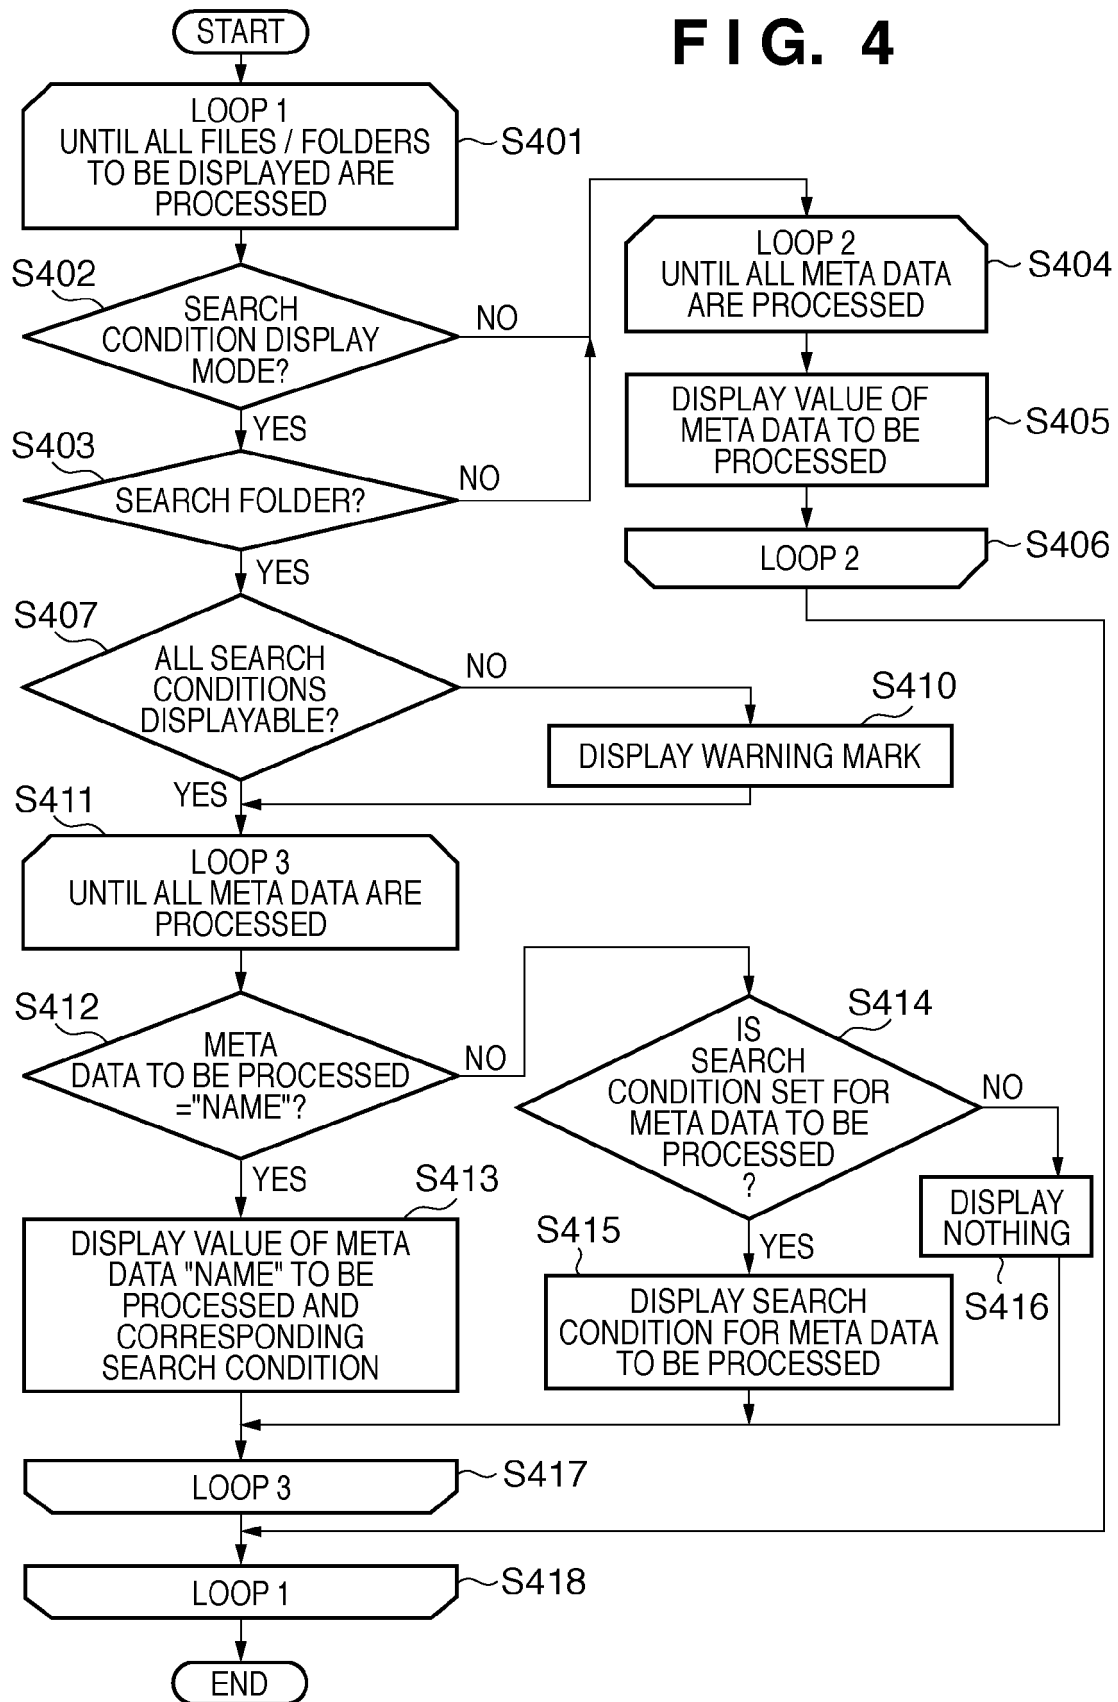 FIG. 4
START
LOOP 1
UNTIL ALL FILES / FOLDERS
TO BE DISPLAYED ARE
PROCESSED
S401
S402
SEARCH
CONDITION DISPLAY
MODE?
NO
YES
LOOP 2
UNTIL ALL META DATA
ARE PROCESSED
S404
DISPLAY VALUE OF
META DATA TO BE
PROCESSED
S405
S403
SEARCH FOLDER?
NO
YES
LOOP 2
S406
S407
ALL SEARCH
CONDITIONS
DISPLAYABLE?
NO
YES
S410
DISPLAY WARNING MARK
S411
LOOP 3
UNTIL ALL META DATA ARE
PROCESSED
S412
META
DATA TO BE PROCESSED
="NAME"?
NO
YES
S414
IS
SEARCH
CONDITION SET FOR
META DATA TO BE
PROCESSED
?
NO
YES
S413
DISPLAY VALUE OF META
DATA "NAME" TO BE
PROCESSED AND
CORRESPONDING
SEARCH CONDITION
S415
DISPLAY SEARCH
CONDITION FOR META DATA
TO BE PROCESSED
DISPLAY
NOTHING
S416
LOOP 3
S417
LOOP 1
S418
END